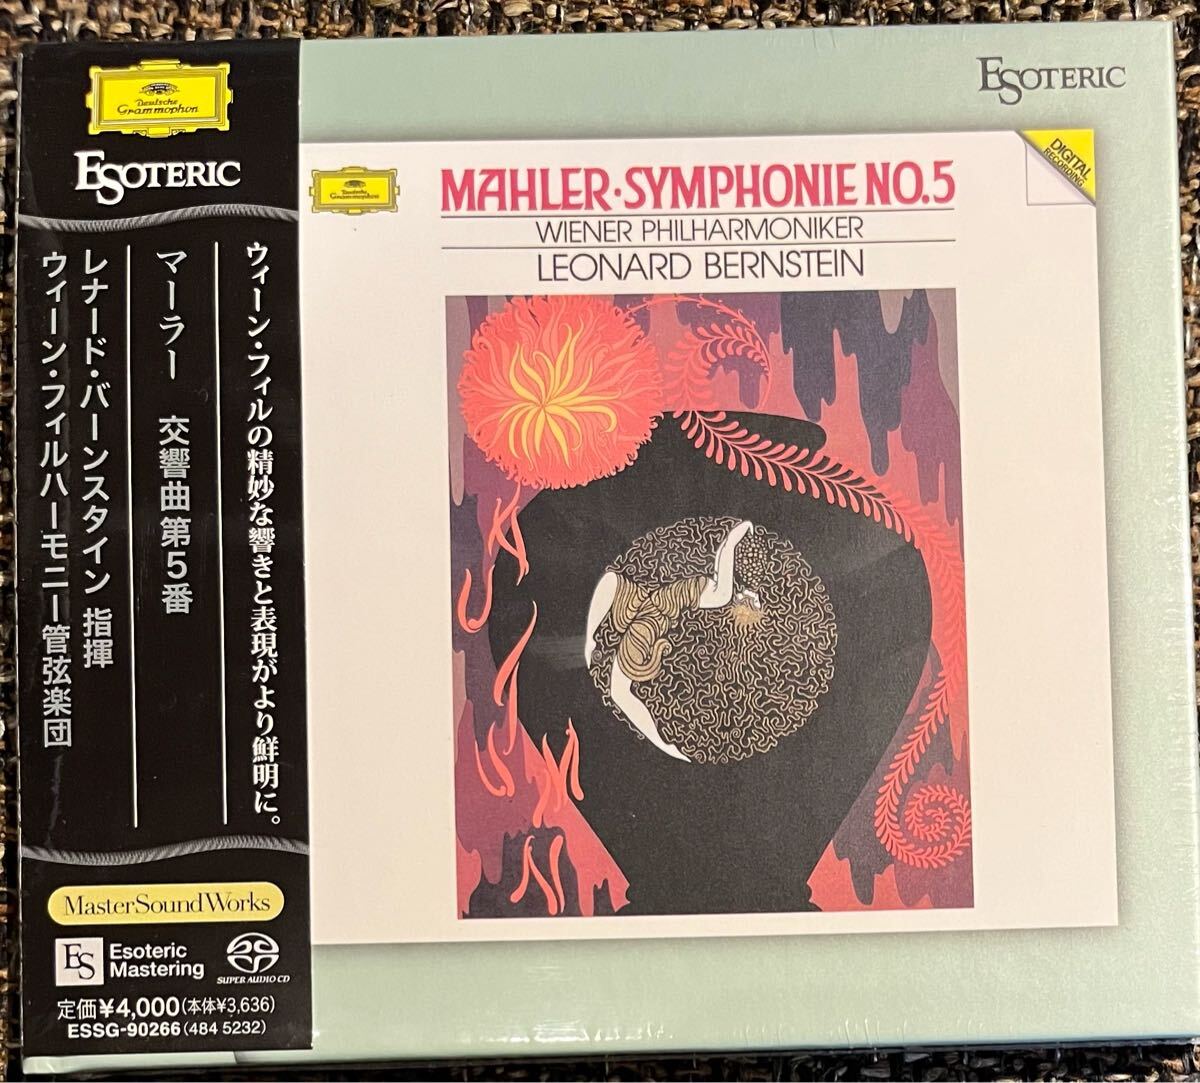 Deutsche
Grammophon
ESOTERIC
ウィーン・フィルの精妙な響きと表現がより鮮明に。
マーラー 交響曲第5番
レナード・バーンスタイン 指揮
ウィーン・フィルハーモニー管弦楽団
MasterSoundWorks
ES
Esoteric
Mastering
SUPER AUDIO CD
定価¥4,000(本体¥3,636)
ESSG-90266(484 5232)
ESOTERIC
Deutsche
Grammophon
MAHLER·SYMPHONIE NO.5
WIENER PHILHARMONIKER
LEONARD BERNSTEIN
DIGITAL
RECORDING